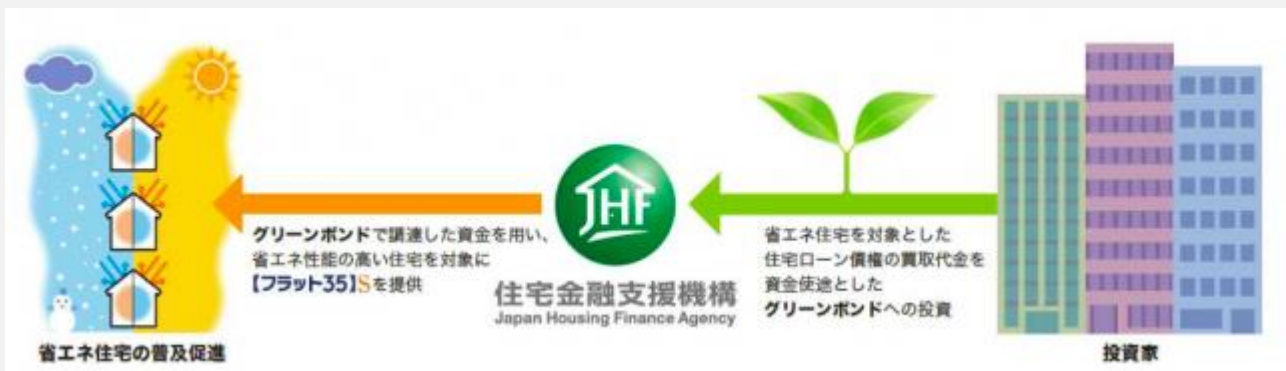 グリーンボンドで調達した資金を用い、
省エネ性能の高い住宅を対象に
【フラット35】Sを提供
省エネ住宅の普及促進
JHF
住宅金融支援機構
Japan Housing Finance Agency
省エネ住宅を対象とした
住宅ローン債権の買取代金を
資金使途とした
グリーンボンドへの投資
投資家